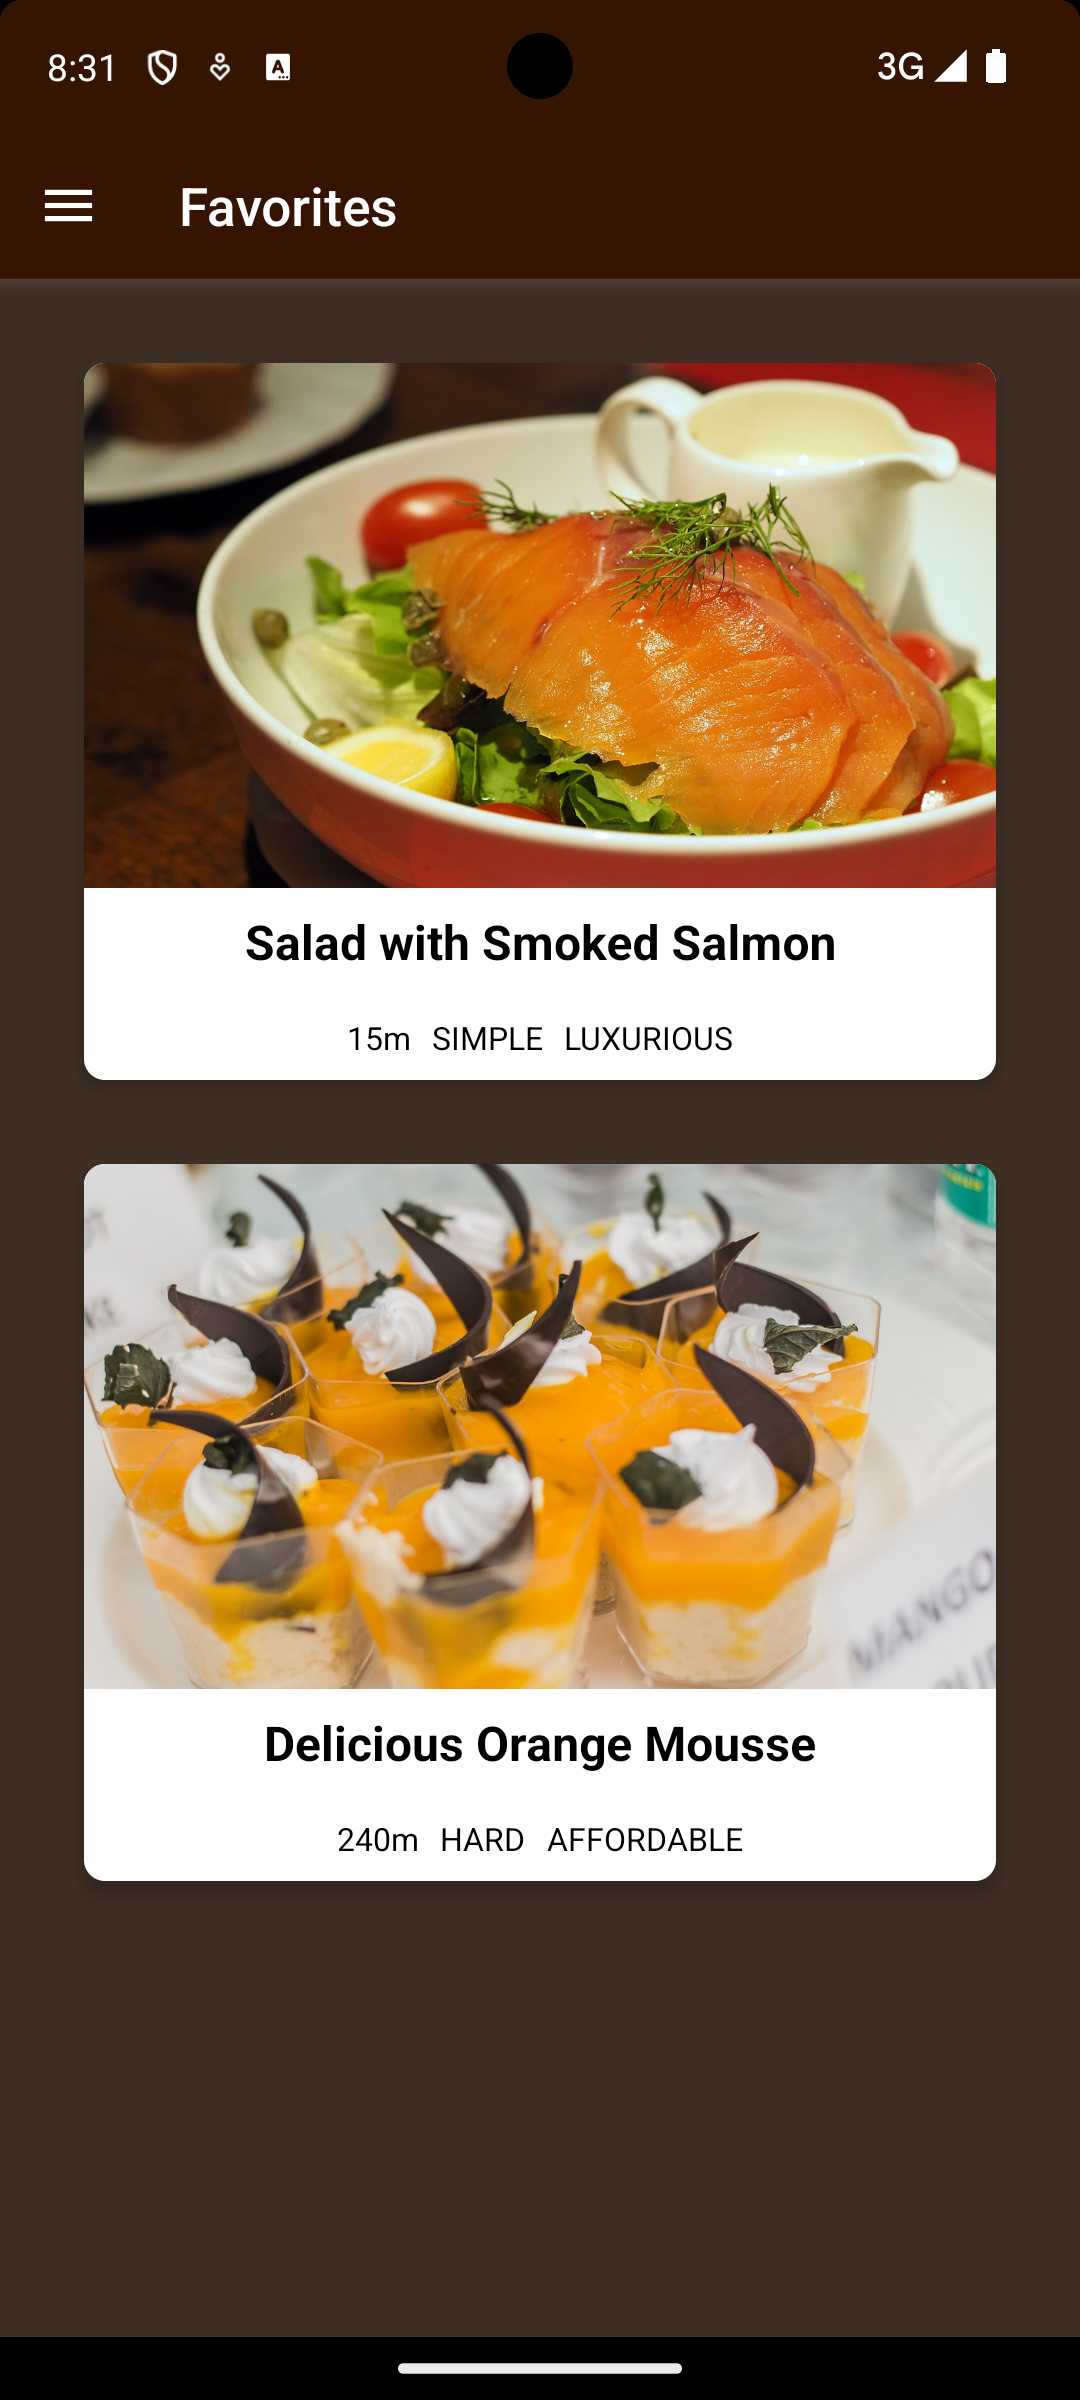 8:31
3G
Favorites
Salad with Smoked Salmon
15m SIMPLE LUXURIOUS
MANGO
Delicious Orange Mousse
240m HARD AFFORDABLE